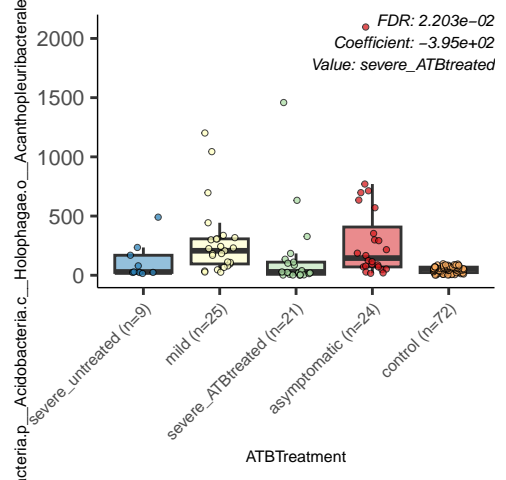 FDR: 2.203e−02
Coefficient: −3.95e+02
Value: severe_ATBtreated
acteria.p__Acidobacteria.c__Holophagae.o__Acanthopleuribacterale
2000
1500
1000
500
0
severe_untreated (n=9)
mild (n=25)
severe_ATBtreated (n=21)
asymptomatic (n=24)
control (n=72)
ATBTreatment